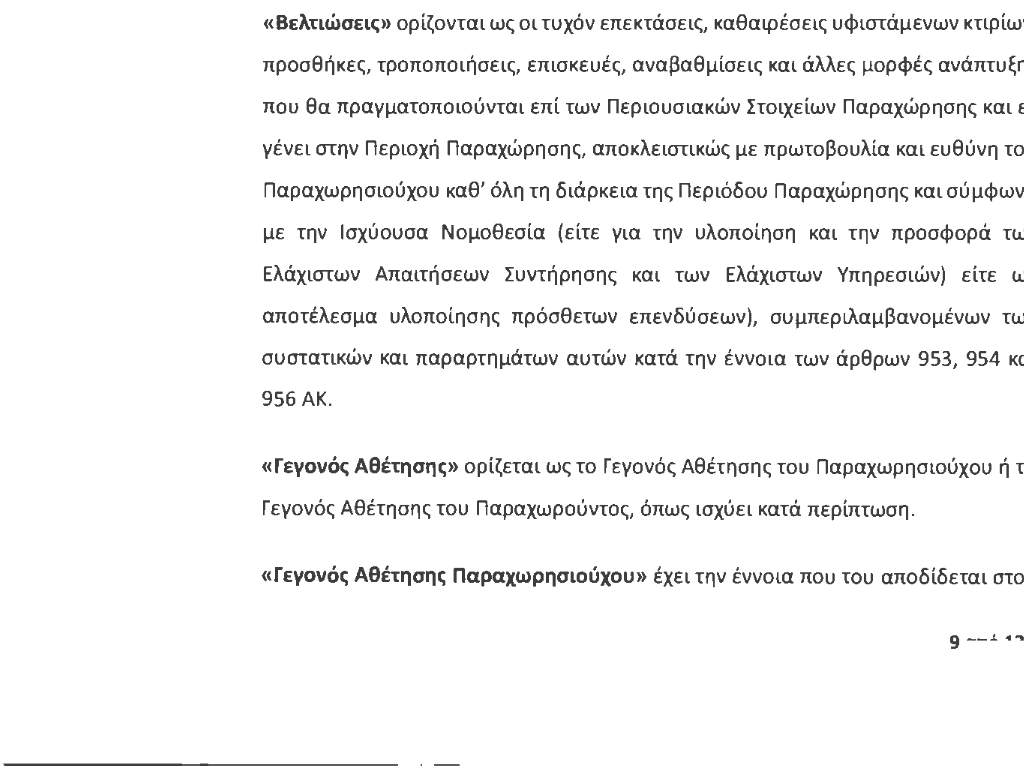 «Βελτιώσεις» ορίζονται ως οι τυχόν επεκτάσεις, καθαιρέσεις υφιστάμενων κτιρίων
προσθήκες, τροποποιήσεις, επισκευές, αναβαθμίσεις και άλλες μορφές ανάπτυξη
που θα πραγματοποιούνται επί των Περιουσιακών Στοιχείων Παραχώρησης και ε
γένει στην Περιοχή Παραχώρησης, αποκλειστικώς με πρωτοβουλία και ευθύνη το
Παραχωρησιούχου καθ’ όλη τη διάρκεια της Περιόδου Παραχώρησης και σύμφων
με την Ισχύουσα Νομοθεσία (είτε για την υλοποίηση και την προσφορά τω
Ελάχιστων Απαιτήσεων Συντήρησης και των Ελάχιστων Υπηρεσιών) είτε ω
αποτέλεσμα υλοποίησης πρόσθετων επενδύσεων), συμπεριλαμβανομένων τω
συστατικών και παραρτημάτων αυτών κατά την έννοια των άρθρων 953, 954 κα
956 ΑΚ.
«Γεγονός Αθέτησης» ορίζεται ως το Γεγονός Αθέτησης του Παραχωρησιούχου ή τ
Γεγονός Αθέτησης του Παραχωρούντος, όπως ισχύει κατά περίπτωση.
«Γεγονός Αθέτησης Παραχωρησιούχου» έχει την έννοια που του αποδίδεται στο
9